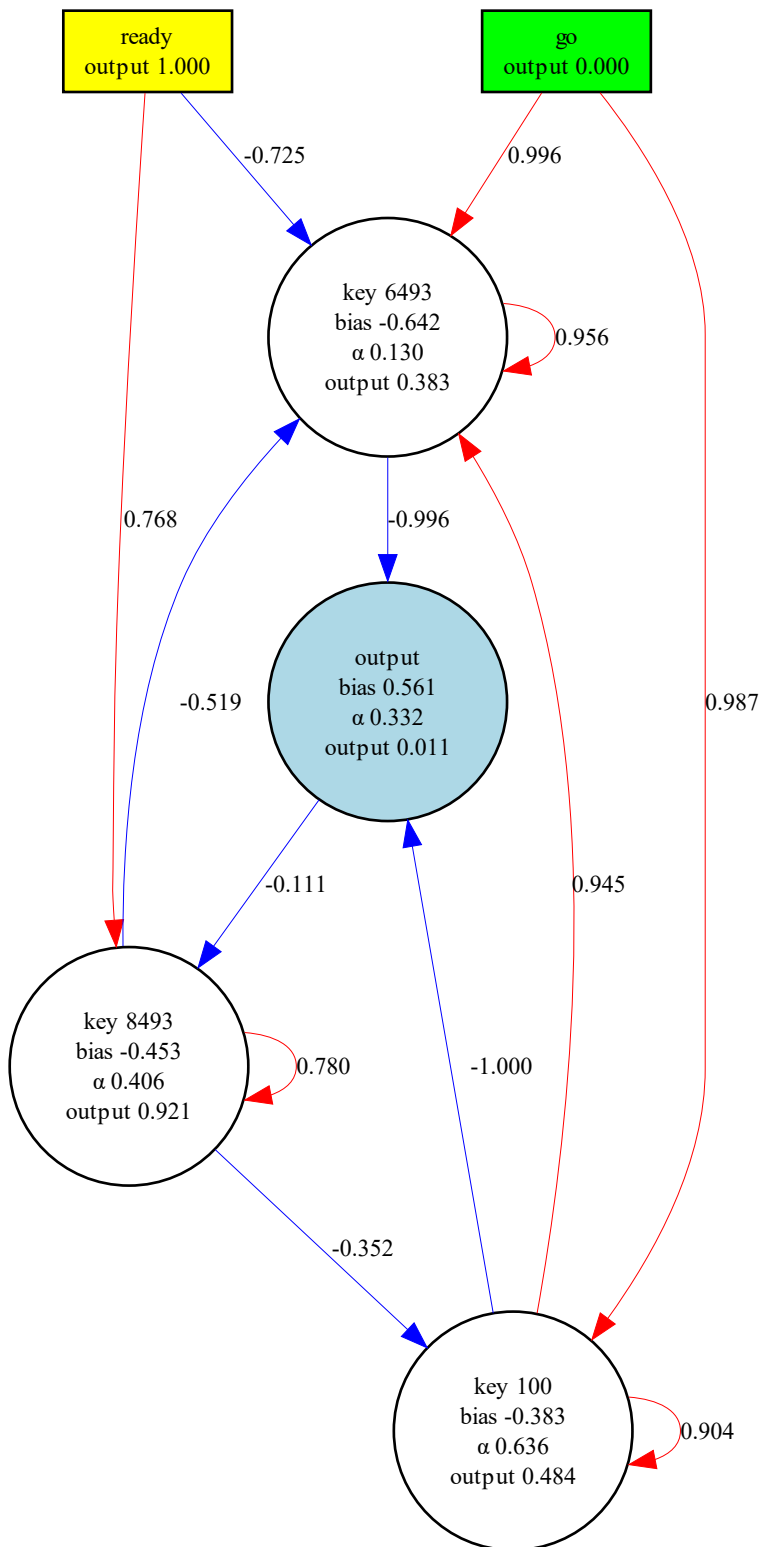 ready
output 1.000
go
output 0.000
-0.725
0.996
key 6493
bias -0.642
α 0.130
output 0.383
0.956
0.768
-0.996
output
bias 0.561
α 0.332
output 0.011
-0.519
0.987
-0.111
0.945
key 8493
bias -0.453
α 0.406
output 0.921
0.780
-1.000
-0.352
key 100
bias -0.383
α 0.636
output 0.484
0.904